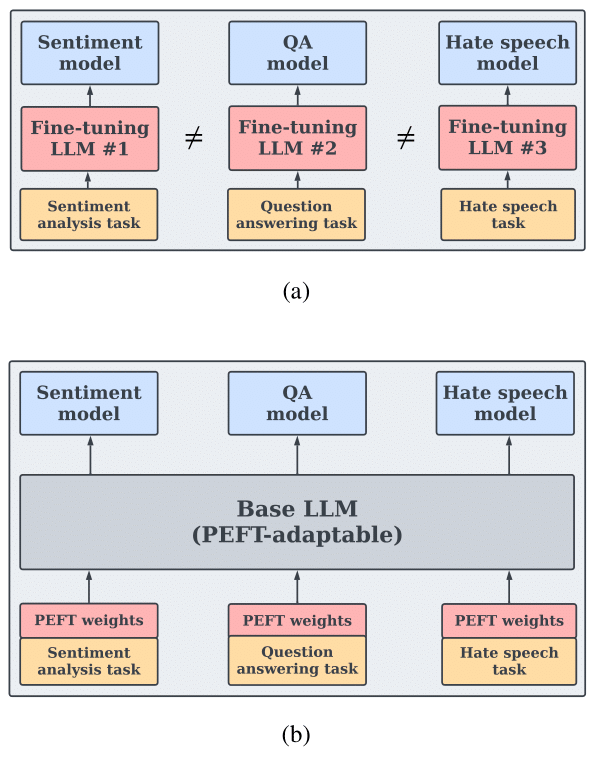 Sentiment
model
QA
model
Hate speech
model
Fine-tuning
LLM #1
≠
Fine-tuning
LLM #2
≠
Fine-tuning
LLM #3
Sentiment
analysis task
Question
answering task
Hate speech
task
(a)
Sentiment
model
QA
model
Hate speech
model
Base LLM
(PEFT-adaptable)
PEFT weights
PEFT weights
PEFT weights
Sentiment
analysis task
Question
answering task
Hate speech
task
(b)